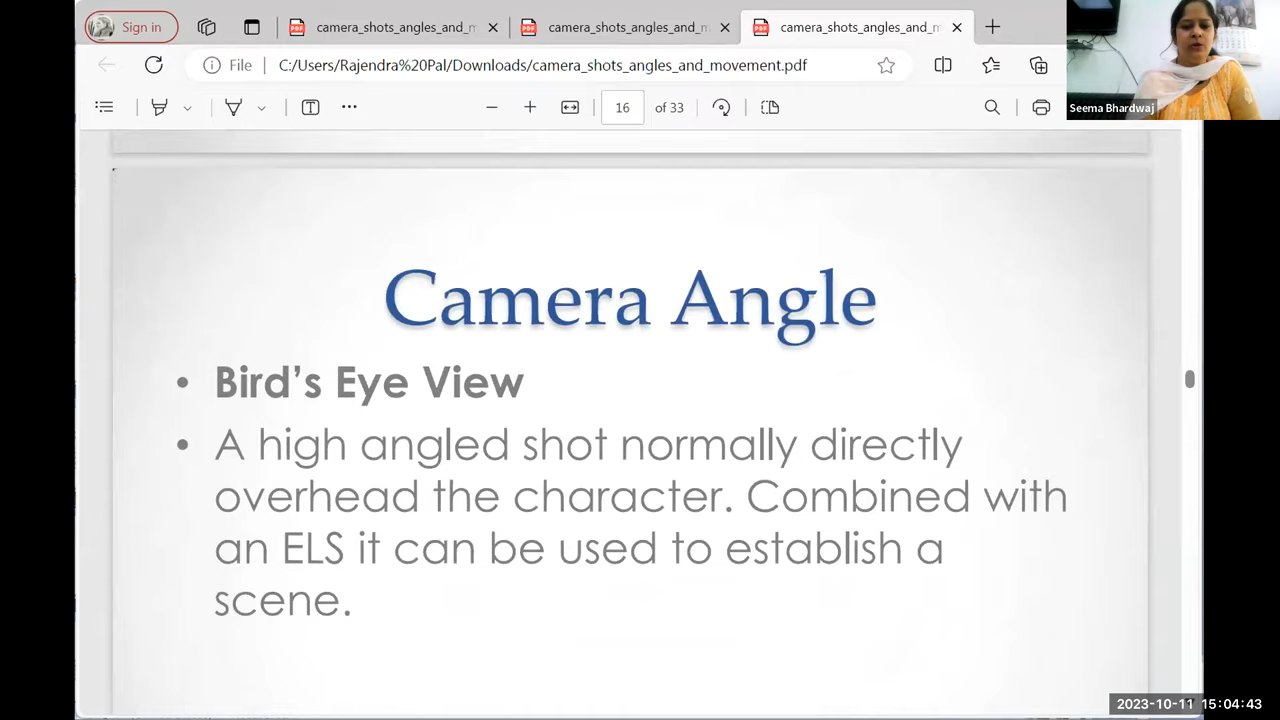 Sign in
camera_shots_angles_and_m
camera_shots_angles_and_m
camera_shots_angles_and_m
File
C:/Users/Rajendra%20Pal/Downloads/camera_shots_angles_and_movement.pdf
16 of 33
Seema Bhardwaj
Camera Angle
• Bird’s Eye View
• A high angled shot normally directly
overhead the character. Combined with
an ELS it can be used to establish a
scene.
2023-10-11 15:04:43